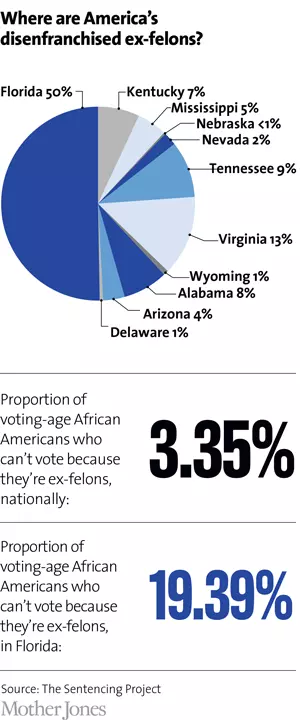 Where are America’s
disenfranchised ex-felons?
Florida 50%
Kentucky 7%
Mississippi 5%
Nebraska <1%
Nevada 2%
Tennessee 9%
Virginia 13%
Wyoming 1%
Alabama 8%
Arizona 4%
Delaware 1%
Proportion of
voting-age African
Americans who
can’t vote because
they’re ex-felons,
nationally:
3.35%
Proportion of
voting-age African
Americans who
can’t vote because
they’re ex-felons,
in Florida:
19.39%
Source: The Sentencing Project
Mother Jones